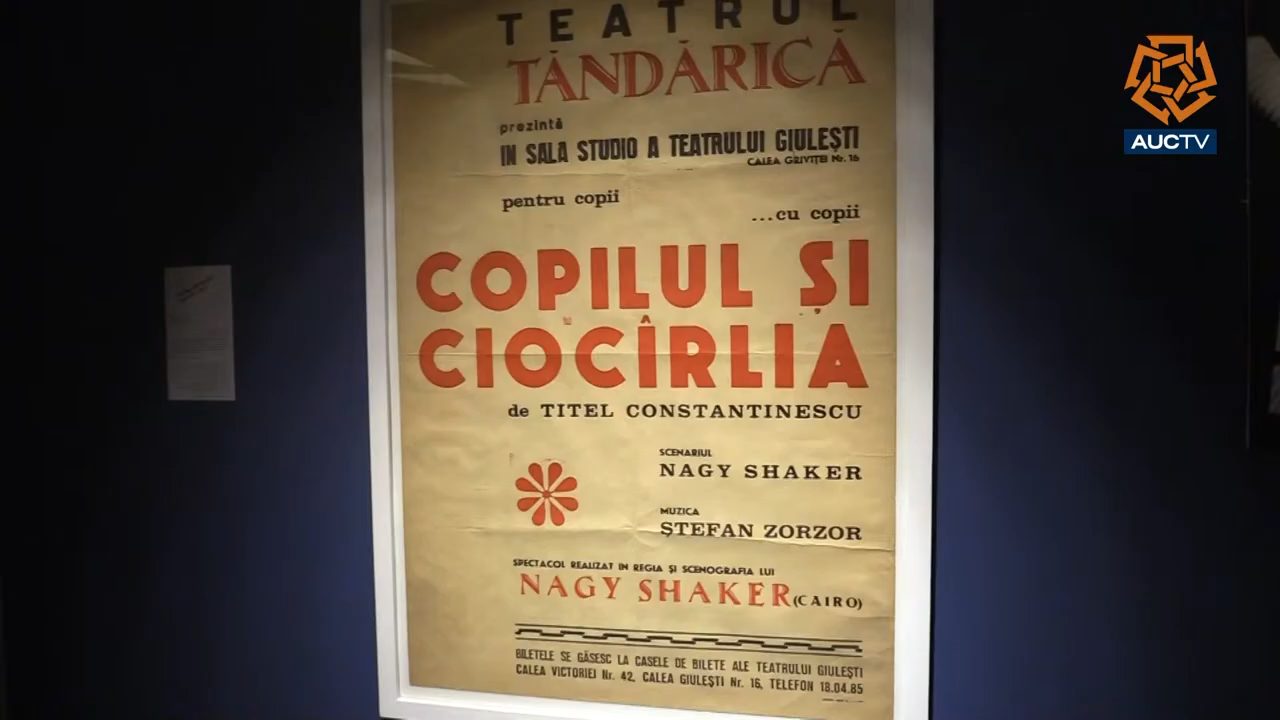 TEATRUL
ȚĂNDĂRICĂ
prezintă
IN SALA STUDIO A TEATRULUI GIULEȘTI
CALEA GRIVIȚEI Nr. 16
pentru copii
...cu copii
COPILUL ȘI
CIOCÎRLIA
de TITEL CONSTANTINESCU
SCENARIUL
NAGY SHAKER
MUZICA
ȘTEFAN ZORZOR
SPECTACOL REALIZAT IN REGIA ȘI SCENOGRAFIA LUI
NAGY SHAKER (CAIRO)
BILETELE SE GĂSESC LA CASELE DE BILETE ALE TEATRULUI GIULEȘTI
CALEA VICTORIEI Nr. 42, CALEA GIULEȘTI Nr. 16, TELEFON 18.04.85
AUCTV